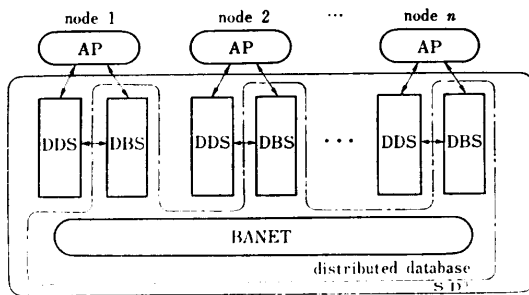 node 1 node 2 ... node n
AP AP AP
DDS DBS DDS DBS ... DDS DBS
BANET
distributed database